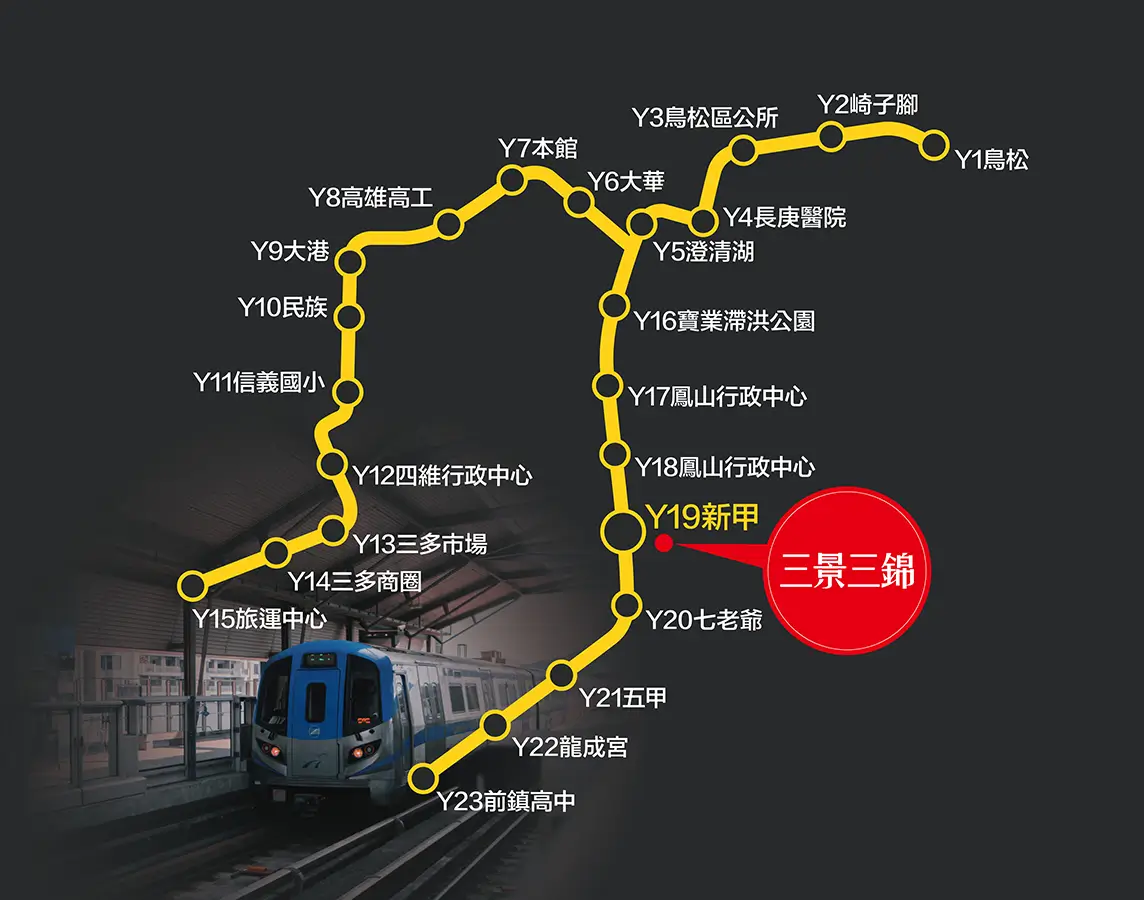 Y1鳥松
Y2崎子腳
Y3鳥松區公所
Y4長庚醫院
Y5澄清湖
Y6大華
Y7本館
Y8高雄高工
Y9大港
Y10民族
Y11信義國小
Y12四維行政中心
Y13三多市場
Y14三多商圈
Y15旅運中心
Y16寶業滯洪公園
Y17鳳山行政中心
Y18鳳山行政中心
Y19新甲
三景三錦
Y20七老爺
Y21五甲
Y22龍成宮
Y23前鎮高中